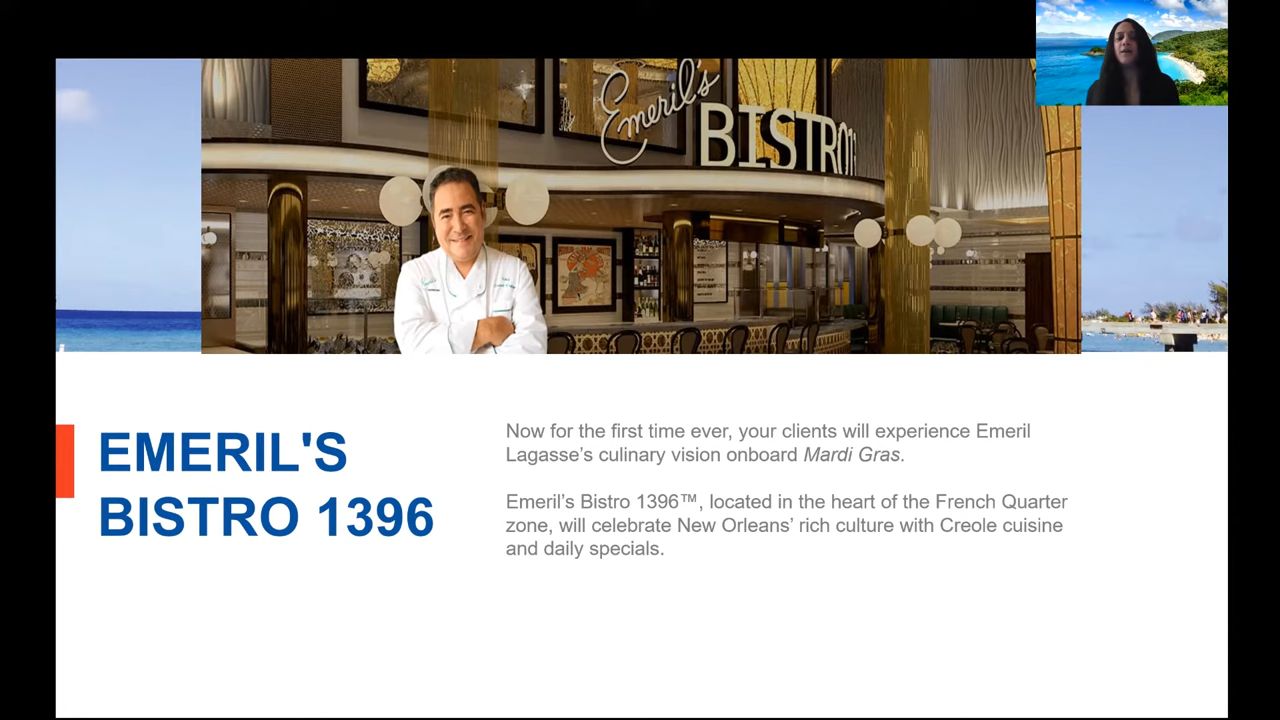 Emeril's
BISTRO
EMERIL'S
BISTRO 1396
Now for the first time ever, your clients will experience Emeril
Lagasse's culinary vision onboard Mardi Gras.
Emeril's Bistro 1396™, located in the heart of the French Quarter
zone, will celebrate New Orleans' rich culture with Creole cuisine
and daily specials.